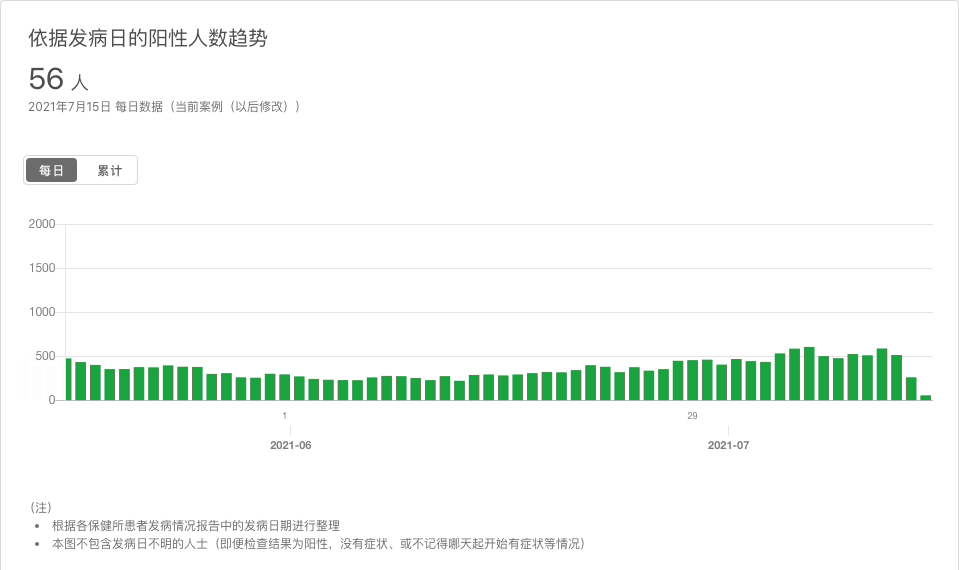 依据发病日的阳性人数趋势
56 人
2021年7月15日 每日数据（当前案例（以后修改））
每日 累计
2000
1500
1000
500
0
1 29
2021-06 2021-07
（注）
• 根据各保健所患者发病情况报告中的发病日期进行整理
• 本图不包含发病日不明的人士（即便检查结果为阳性，没有症状、或不记得哪天起开始有症状等情况）